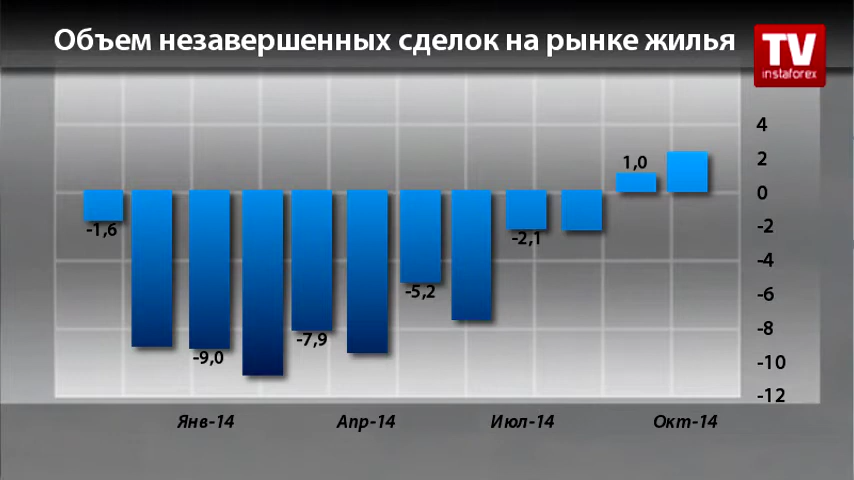 Объем незавершенных сделок на рынке жилья
TV
instaforex
4
2
0
-2
-4
-6
-8
-10
-12
-1,6
-9,0
-7,9
-5,2
-2,1
1,0
Янв-14
Апр-14
Июл-14
Окт-14